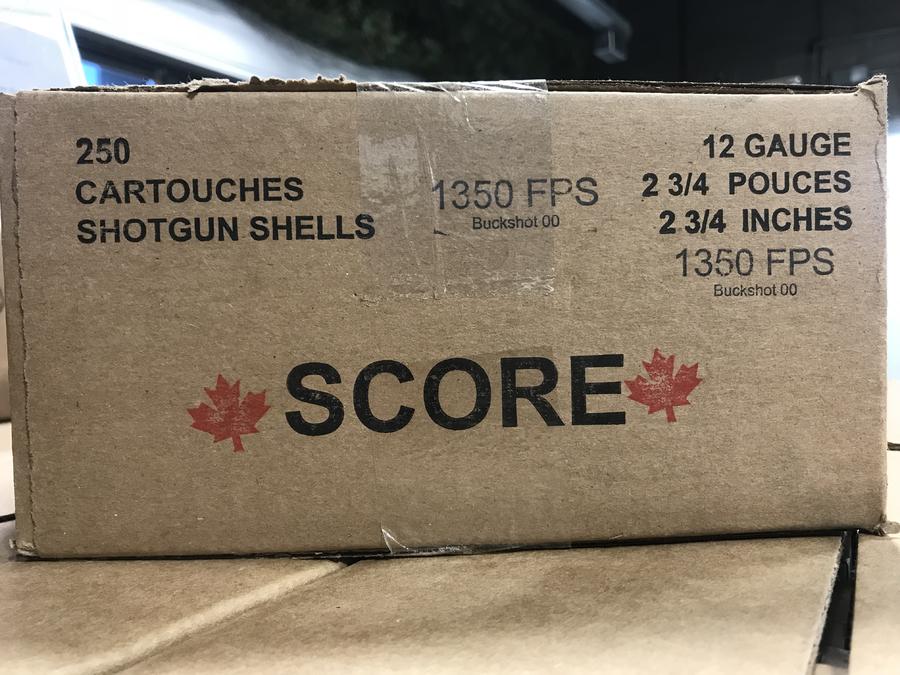 250
CARTOUCHES
SHOTGUN SHELLS
1350 FPS
Buckshot 00
12 GAUGE
2 3/4 POUCES
2 3/4 INCHES
1350 FPS
Buckshot 00
SCORE